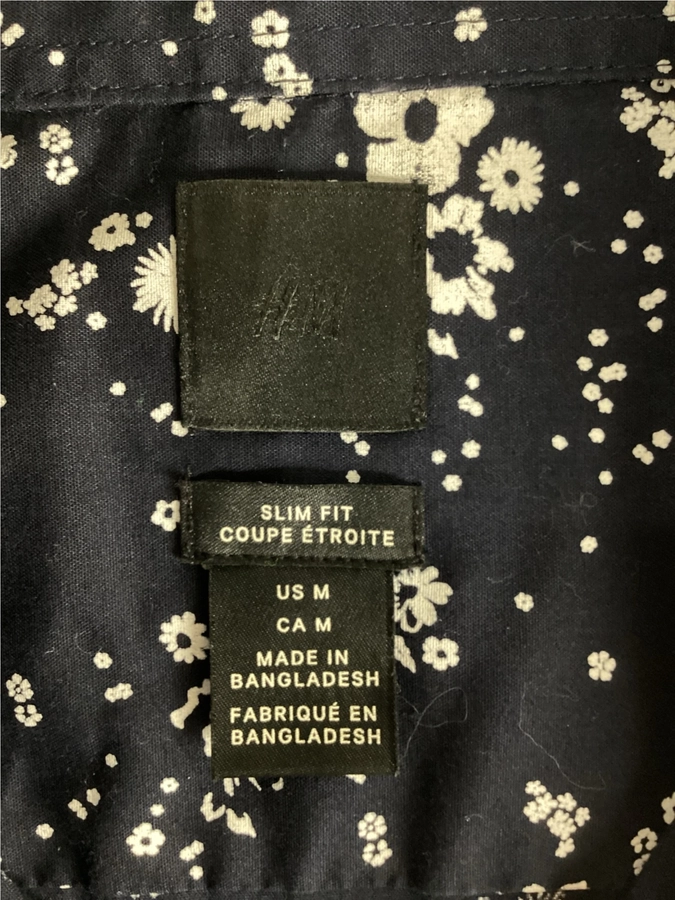 H&M
SLIM FIT
COUPE ÉTROITE
US M
CA M
MADE IN
BANGLADESH
FABRIQUÉ EN
BANGLADESH